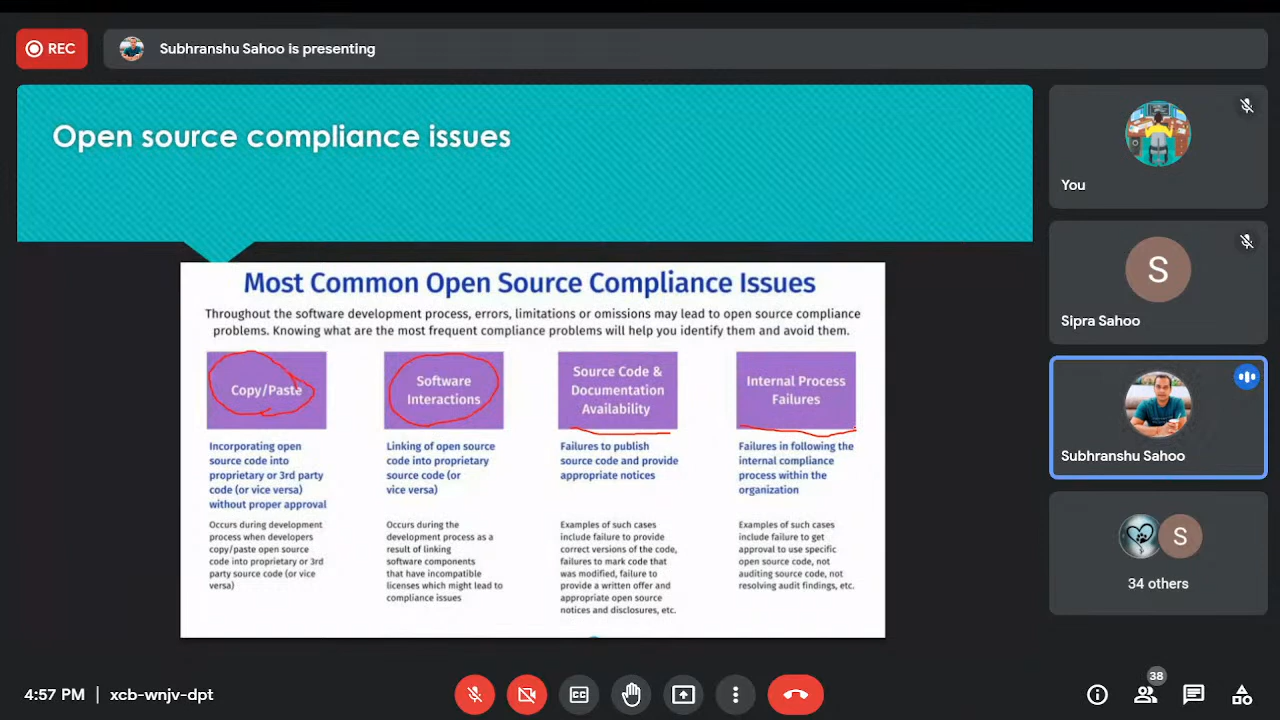 REC
Subhranshu Sahoo is presenting
Open source compliance issues
Most Common Open Source Compliance Issues
Throughout the software development process, errors, limitations or omissions may lead to open source compliance
problems. Knowing what are the most frequent compliance problems will help you identify them and avoid them.
Copy/Paste
Incorporating open
source code into
proprietary or 3rd party
code (or vice versa)
without proper approval
Occurs during development
process when developers
copy/paste open source
code into proprietary or 3rd
party source code (or vice
versa)
Software
Interactions
Linking of open source
code into proprietary
source code (or
vice versa)
Occurs during the
development process as a
result of linking
software components
that have incompatible
licenses which might lead to
compliance issues
Source Code &
Documentation
Availability
Failures to publish
source code and provide
appropriate notices
Examples of such cases
include failure to provide
correct versions of the code,
failures to mark code that
was modified, failure to
provide a written offer and
appropriate open source
notices and disclosures, etc.
Internal Process
Failures
Failures in following the
internal compliance
process within the
organization
Examples of such cases
include failure to get
approval to use specific
open source code, not
auditing source code, not
resolving audit findings, etc.
You
S
SIpra Sahoo
Subhranshu Sahoo
S
34 others
4:57 PM | xcb-wnjv-dpt
CC
38